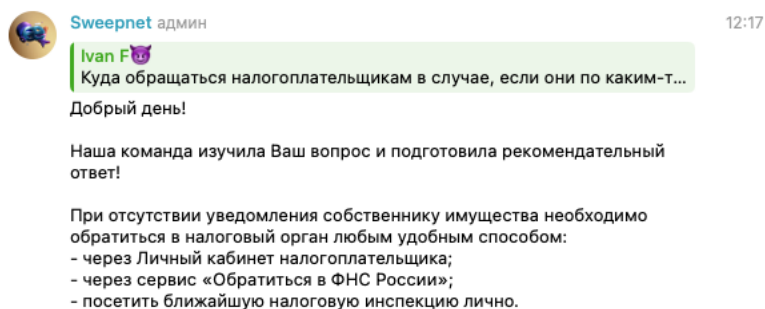 Sweepnet админ 12:17
Ivan F😈
Куда обращаться налогоплательщикам в случае, если они по каким-т...
Добрый день!
Наша команда изучила Ваш вопрос и подготовила рекомендательный
ответ!
При отсутствии уведомления собственнику имущества необходимо
обратиться в налоговый орган любым удобным способом:
- через Личный кабинет налогоплательщика;
- через сервис «Обратиться в ФНС России»;
- посетить ближайшую налоговую инспекцию лично.